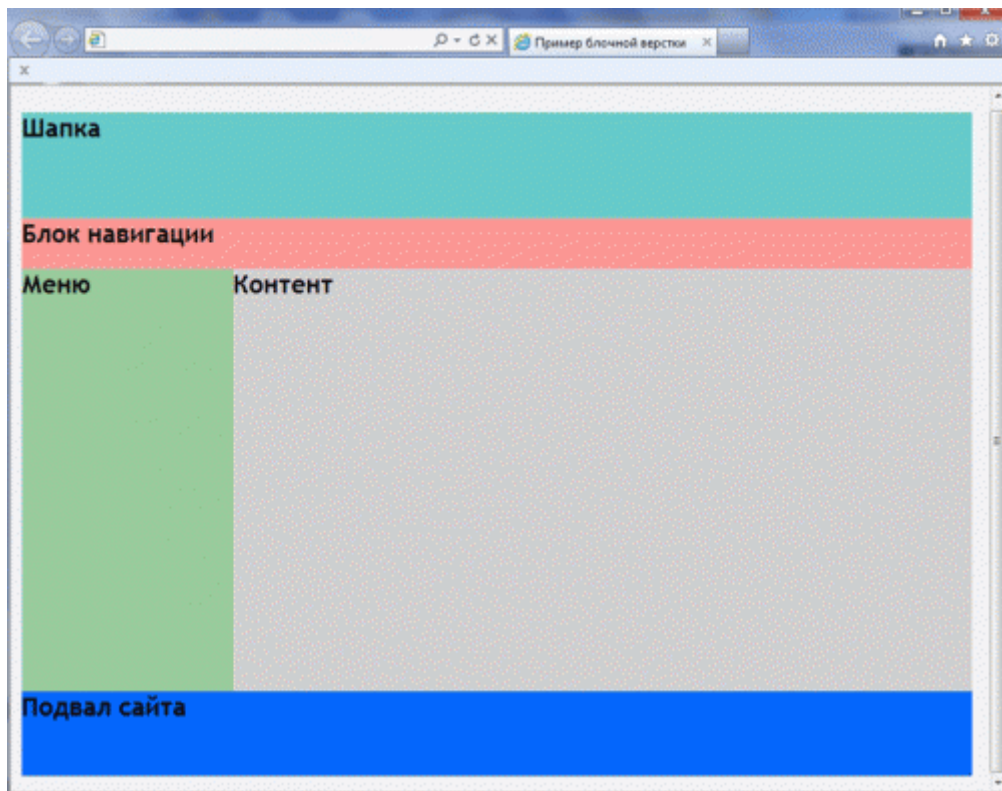 Пример блочной верстки
Шапка
Блок навигации
Меню
Контент
Подвал сайта